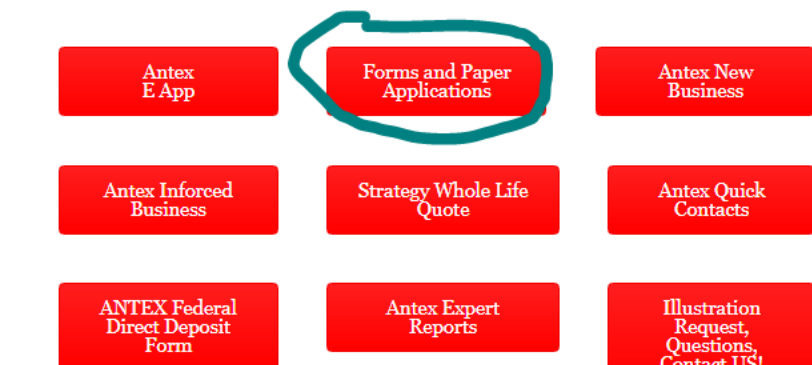 Antex
E App
Forms and Paper
Applications
Antex New
Business
Antex Inforced
Business
Strategy Whole Life
Quote
Antex Quick
Contacts
ANTEX Federal
Direct Deposit
Form
Antex Expert
Reports
Illustration
Request,
Questions,
Contact US!